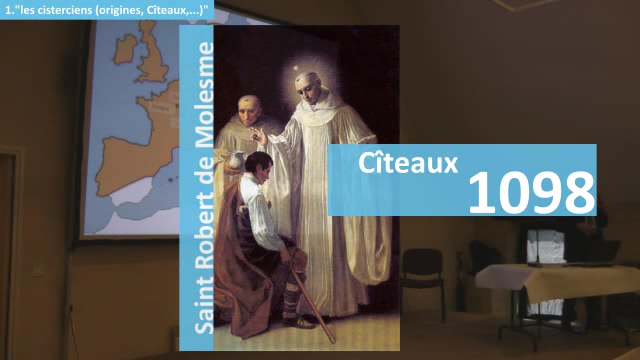 1."les cisterciens (origines, Cîteaux,...)"
Saint Robert de Molesme
Cîteaux
1098